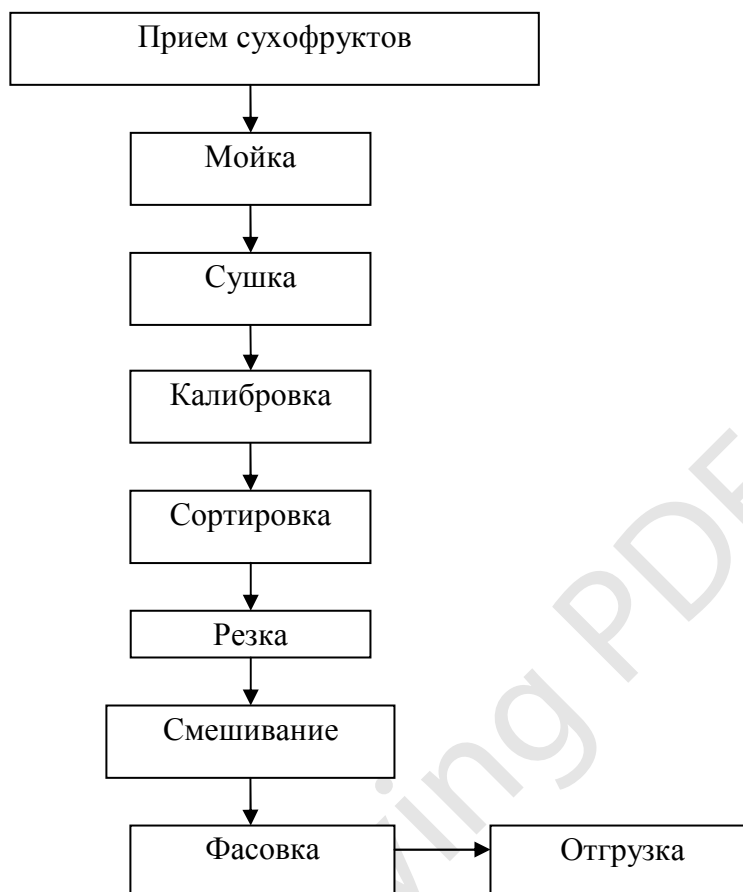 Прием сухофруктов
Мойка
Сушка
Калибровка
Сортировка
Резка
Смешивание
Фасовка
Отгрузка